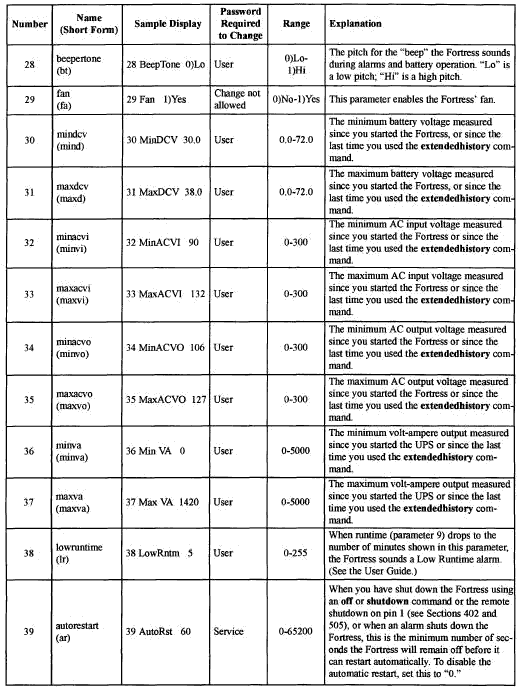 Number
Name
(Short Form)
Sample Display
Password
Required
to Change
Range
Explanation
28
beepertone
(bt)
28 BeepTone 0)Lo
User
0)Lo-
1)Hi
The pitch for the “beep” the Fortress sounds
during alarms and battery operation. “Lo” is
a low pitch; “Hi” is a high pitch.
29
fan
(fa)
29 Fan 1)Yes
Change not
allowed
0)No-1)Yes
This parameter enables the Fortress’ fan.
30
mindcv
(mind)
30 MinDCV 30.0
User
0.0-72.0
The minimum battery voltage measured
since you started the Fortress, or since the
last time you used the extendedhistory com-
mand.
31
maxdcv
(maxd)
31 MaxDCV 38.0
User
0.0-72.0
The maximum battery voltage measured
since you started the Fortress, or since the
last time you used the extendedhistory com-
mand.
32
minacvi
(minvi)
32 MinACVI 90
User
0-300
The minimum AC input voltage measured
since you started the Fortress or since the
last time you used the extendedhistory com-
mand.
33
maxacvi
(maxvi)
33 MaxACVI 132
User
0-300
The maximum AC input voltage measured
since you started the Fortress or since the
last time you used the extendedhistory com-
mand.
34
minacvo
(minvo)
34 MinACVO 106
User
0-300
The minimum AC output voltage measured
since you started the Fortress or since the
last time you used the extendedhistory com-
mand.
35
maxacvo
(maxvo)
35 MaxACVO 127
User
0-300
The maximum AC output voltage measured
since you started the Fortress or since the
last time you used the extendedhistory com-
mand.
36
minva
(minva)
36 Min VA 0
User
0-5000
The minimum volt-ampere output measured
since you started the UPS or since the last
time you used the extendedhistory com-
mand.
37
maxva
(maxva)
37 Max VA 1420
User
0-5000
The maximum volt-ampere output measured
since you started the UPS or since the last
time you used the extendedhistory com-
mand.
38
lowruntime
(lr)
38 LowRntm 5
User
0-255
When runtime (parameter 9) drops to the
number of minutes shown in this parameter,
the Fortress sounds a Low Runtime alarm.
(See the User Guide.)
39
autorestart
(ar)
39 AutoRst 60
Service
0-65200
When you have shut down the Fortress using
an off or shutdown command or the remote
shutdown on pin 1 (see Sections 402 and
505), or when an alarm shuts down the
Fortress, this is the minimum number of sec-
onds the Fortress will remain off before it
can restart automatically. To disable the
automatic restart, set this to “0.”